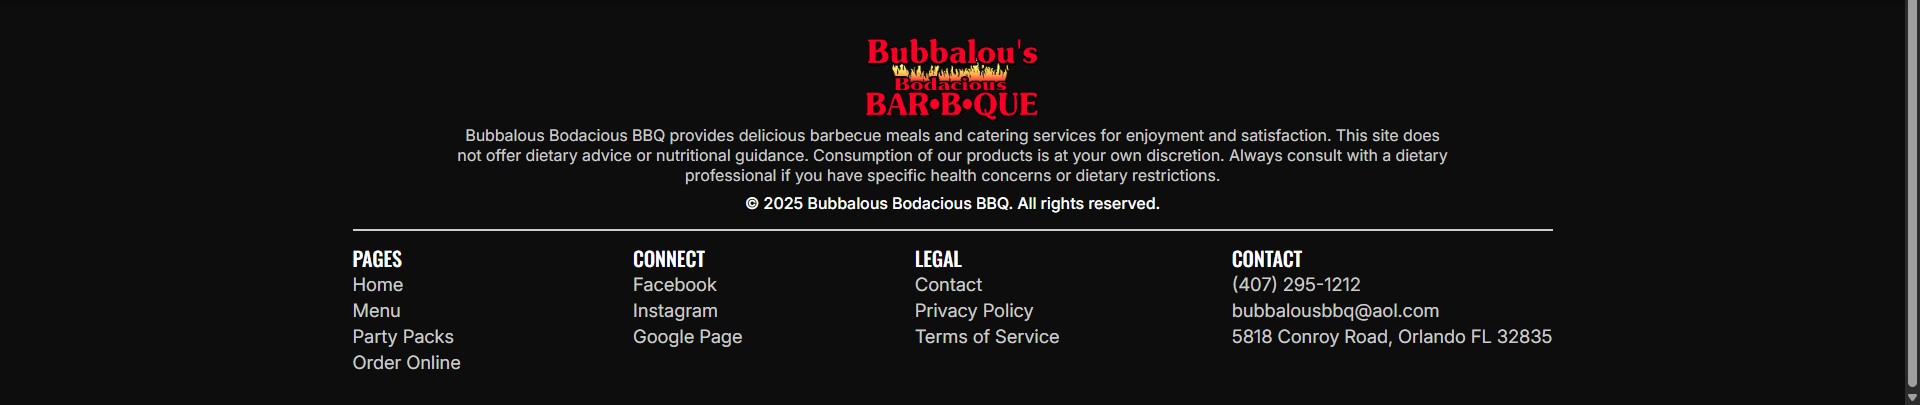 Bubbalou's
Bodacious
BAR•B•QUE
Bubbalous Bodacious BBQ provides delicious barbecue meals and catering services for enjoyment and satisfaction. This site does
not offer dietary advice or nutritional guidance. Consumption of our products is at your own discretion. Always consult with a dietary
professional if you have specific health concerns or dietary restrictions.
© 2025 Bubbalous Bodacious BBQ. All rights reserved.
PAGES
Home
Menu
Party Packs
Order Online
CONNECT
Facebook
Instagram
Google Page
LEGAL
Contact
Privacy Policy
Terms of Service
CONTACT
(407) 295-1212
bubbalousbbq@aol.com
5818 Conroy Road, Orlando FL 32835